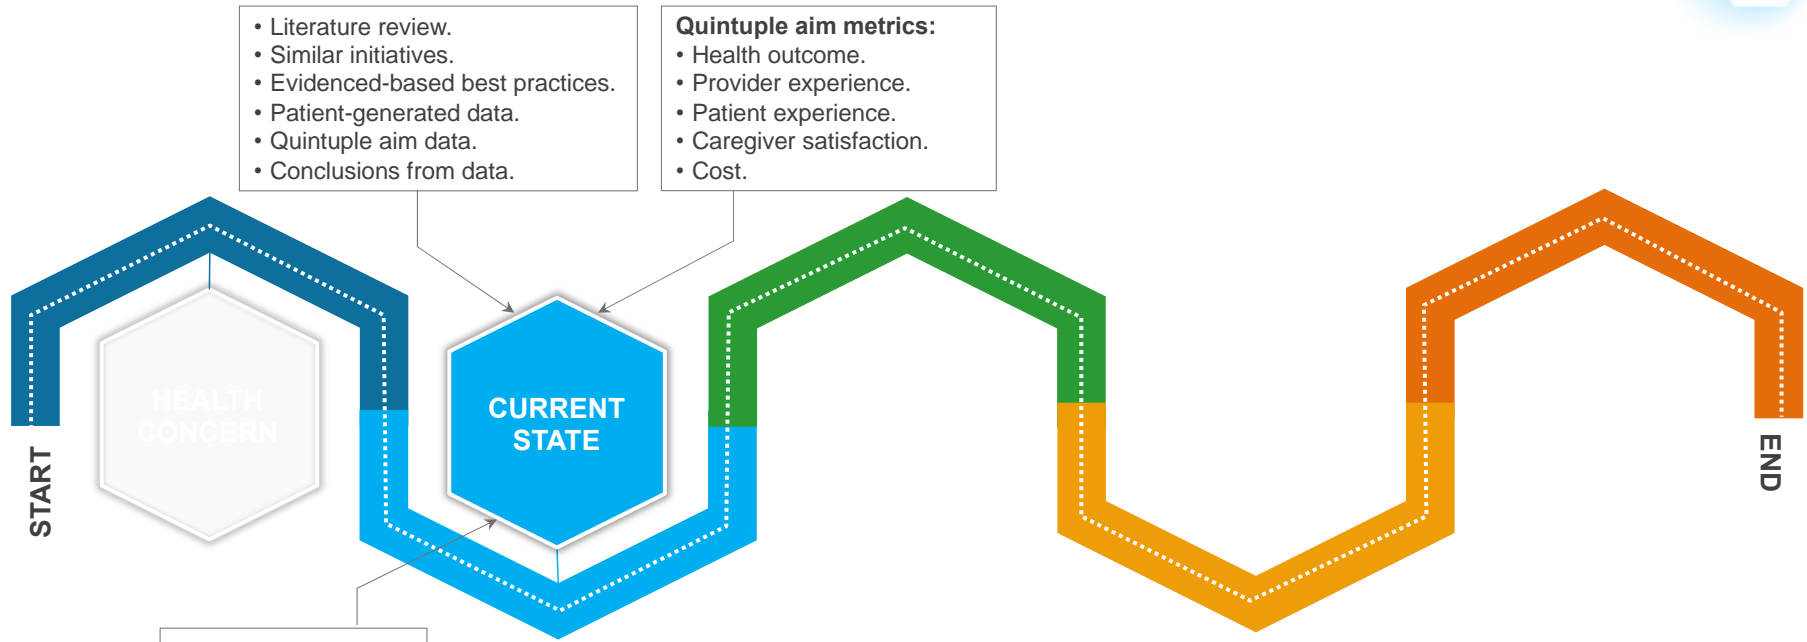 • Literature review.
• Similar initiatives.
• Evidenced-based best practices.
• Patient-generated data.
• Quintuple aim data.
• Conclusions from data.
Quintuple aim metrics:
• Health outcome.
• Provider experience.
• Patient experience.
• Caregiver satisfaction.
• Cost.
HEALTH
CONCERN
CURRENT
STATE
START
END